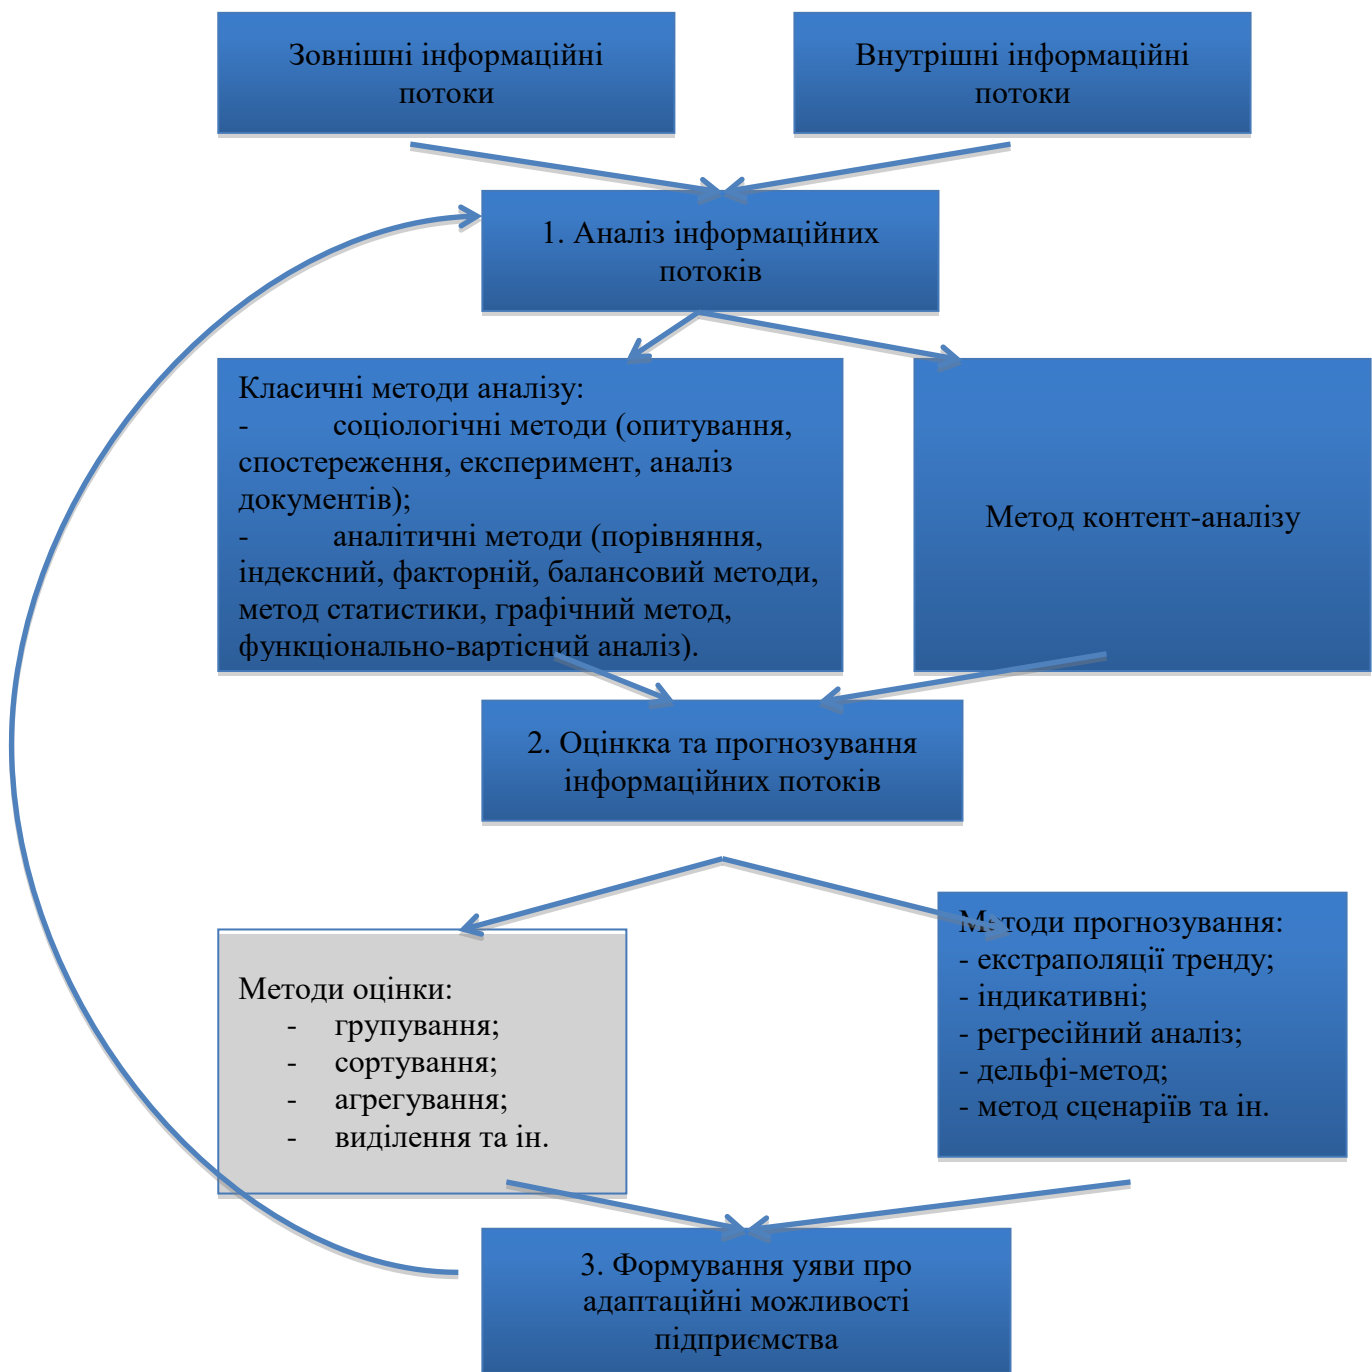 Зовнішні інформаційні
потоки
Внутрішні інформаційні
потоки
1. Аналіз інформаційних
потоків
Класичні методи аналізу:
- соціологічні методи (опитування,
спостереження, експеримент, аналіз
документів);
- аналітичні методи (порівняння,
індексний, факторній, балансовий методи,
метод статистики, графічний метод,
функціонально-вартісний аналіз).
Метод контент-аналізу
2. Оцінкка та прогнозування
інформаційних потоків
Методи оцінки:
- групування;
- сортування;
- агрегування;
- виділення та ін.
Методи прогнозування:
- екстраполяції тренду;
- індикативні;
- регресійний аналіз;
- дельфі-метод;
- метод сценаріїв та ін.
3. Формування уяви про
адаптаційні можливості
підприємства